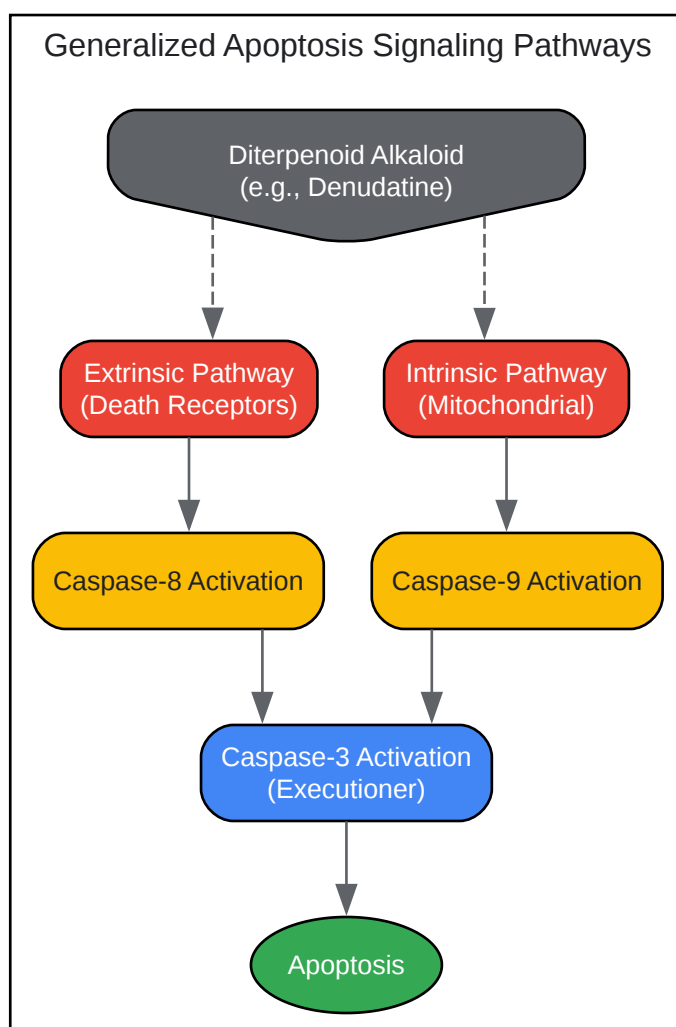 Generalized Apoptosis Signaling Pathways
Diterpenoid Alkaloid
(e.g., Denudatine)
Extrinsic Pathway
(Death Receptors)
Intrinsic Pathway
(Mitochondrial)
Caspase-8 Activation
Caspase-9 Activation
Caspase-3 Activation
(Executioner)
Apoptosis